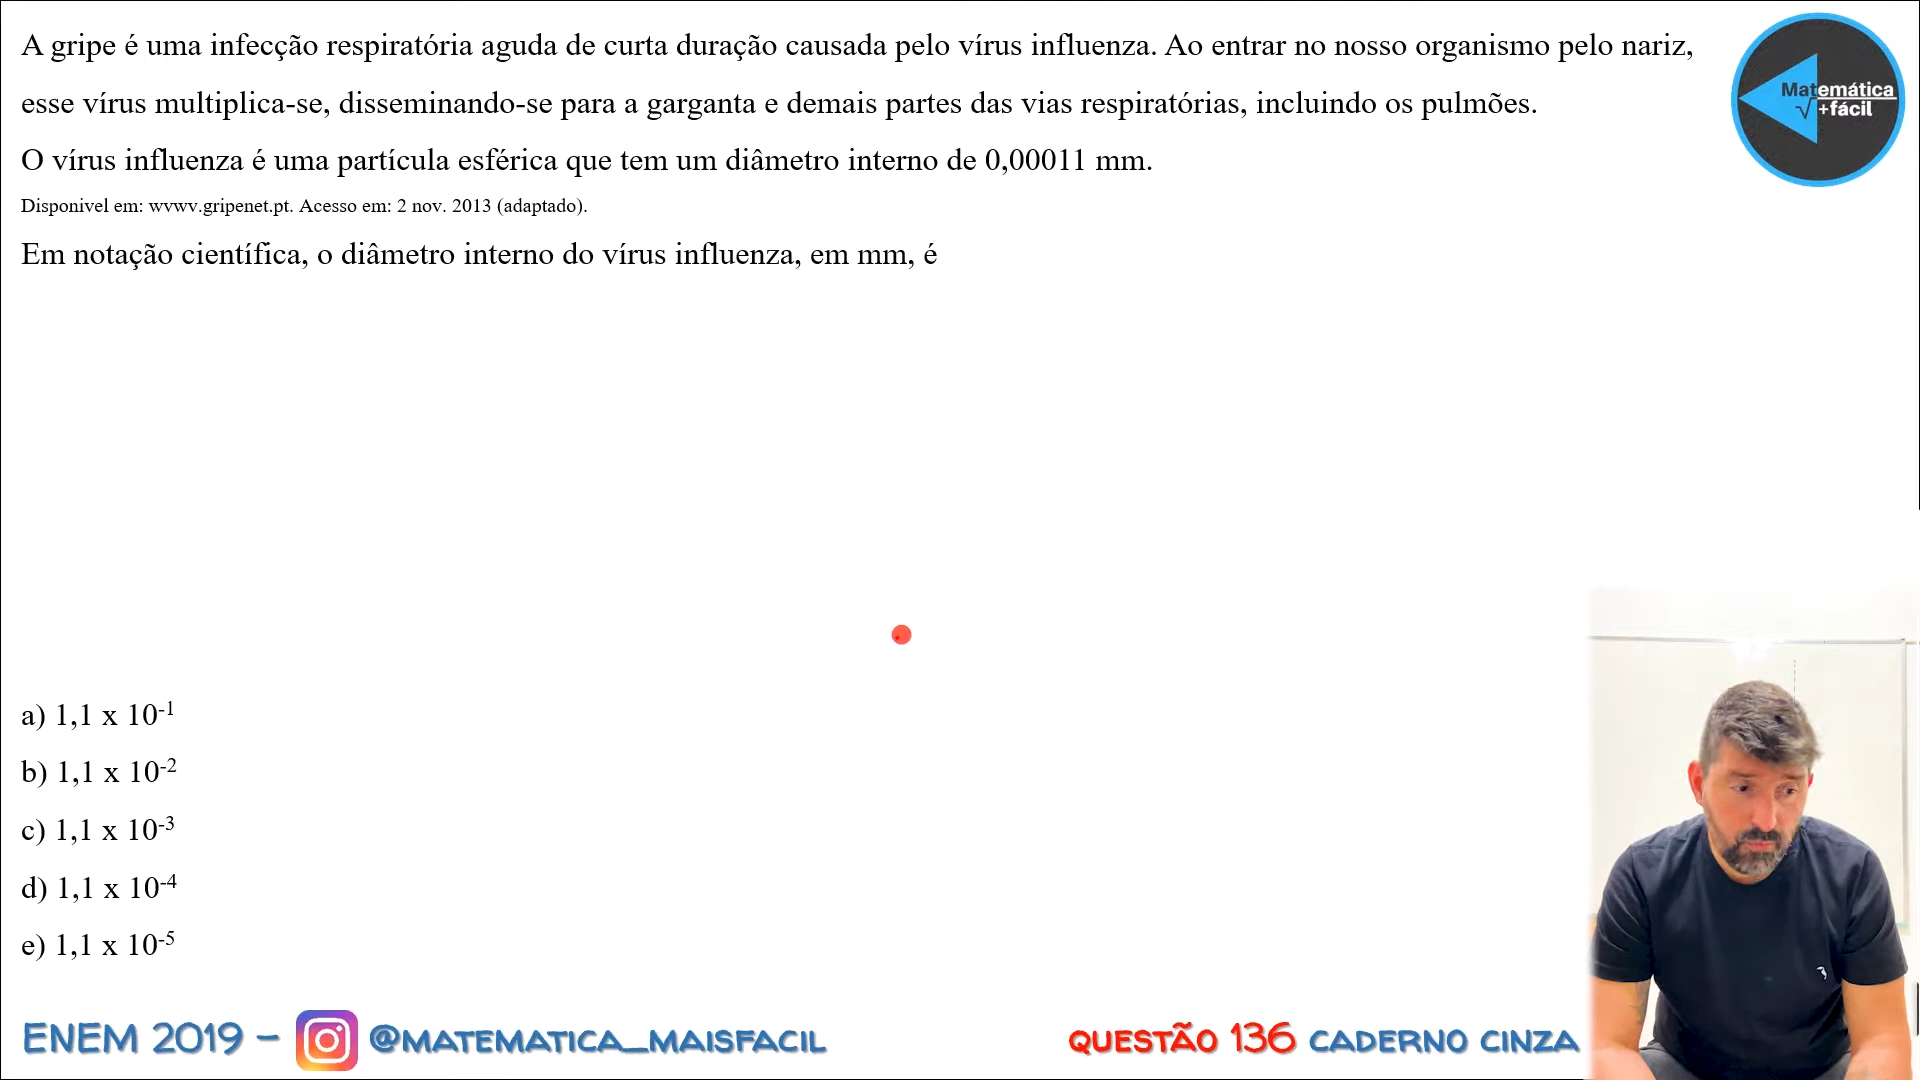 A gripe é uma infecção respiratória aguda de curta duração causada pelo vírus influenza. Ao entrar no nosso organismo pelo nariz,
esse vírus multiplica-se, disseminando-se para a garganta e demais partes das vias respiratórias, incluindo os pulmões.
O vírus influenza é uma partícula esférica que tem um diâmetro interno de 0,00011 mm.
Disponivel em: wvwv.gripenet.pt. Acesso em: 2 nov. 2013 (adaptado).
Em notação científica, o diâmetro interno do vírus influenza, em mm, é
Matemática
√+fácil
a) 1,1 x 10⁻¹
b) 1,1 x 10⁻²
c) 1,1 x 10⁻³
d) 1,1 x 10⁻⁴
e) 1,1 x 10⁻⁵
ENEM 2019 - @MATEMATICA_MAISFACIL
QUESTÃO 136 CADERNO CINZA